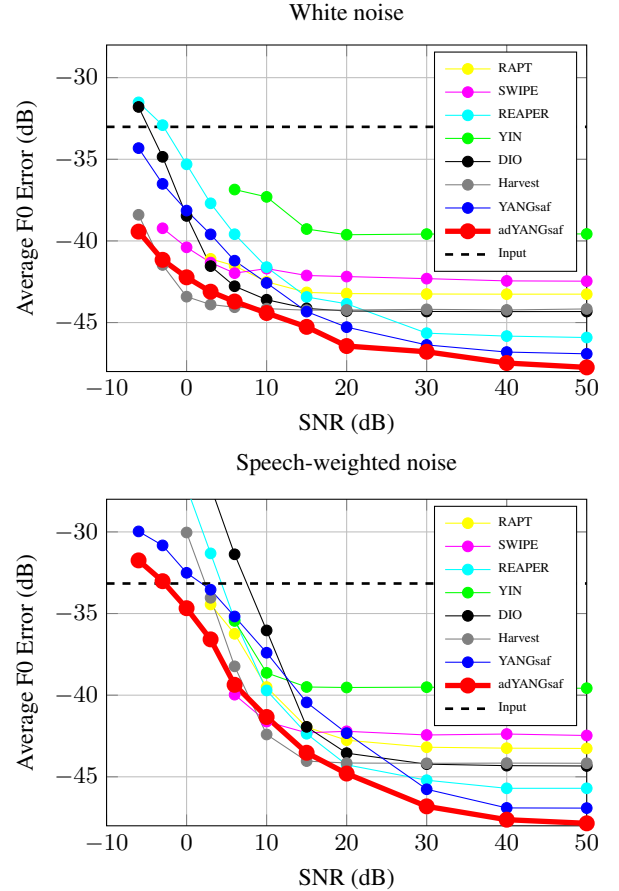 White noise
−30
−35
−40
−45
Average F0 Error (dB)
RAPT
SWIPE
REAPER
YIN
DIO
Harvest
YANGsaf
adYANGsaf
Input
−10 0 10 20 30 40 50
SNR (dB)
Speech-weighted noise
−30
−35
−40
−45
Average F0 Error (dB)
RAPT
SWIPE
REAPER
YIN
DIO
Harvest
YANGsaf
adYANGsaf
Input
−10 0 10 20 30 40 50
SNR (dB)